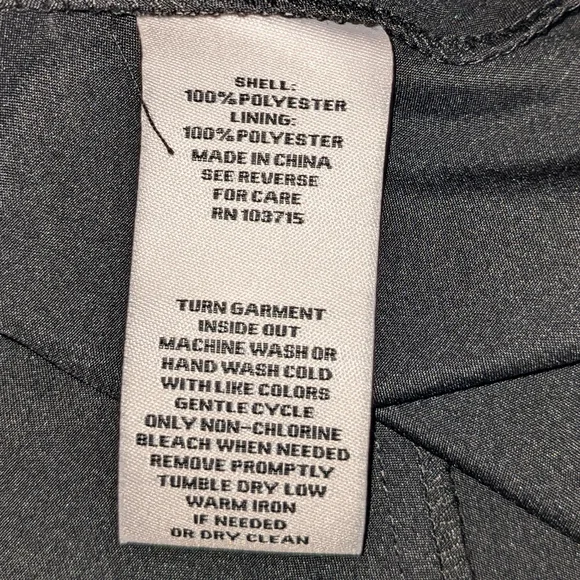 SHELL:
100% POLYESTER
LINING:
100% POLYESTER
MADE IN CHINA
SEE REVERSE
FOR CARE
RN 103715
TURN GARMENT
INSIDE OUT
MACHINE WASH OR
HAND WASH COLD
WITH LIKE COLORS
GENTLE CYCLE
ONLY NON-CHLORINE
BLEACH WHEN NEEDED
REMOVE PROMPTLY
TUMBLE DRY LOW
WARM IRON
IF NEEDED
OR DRY CLEAN